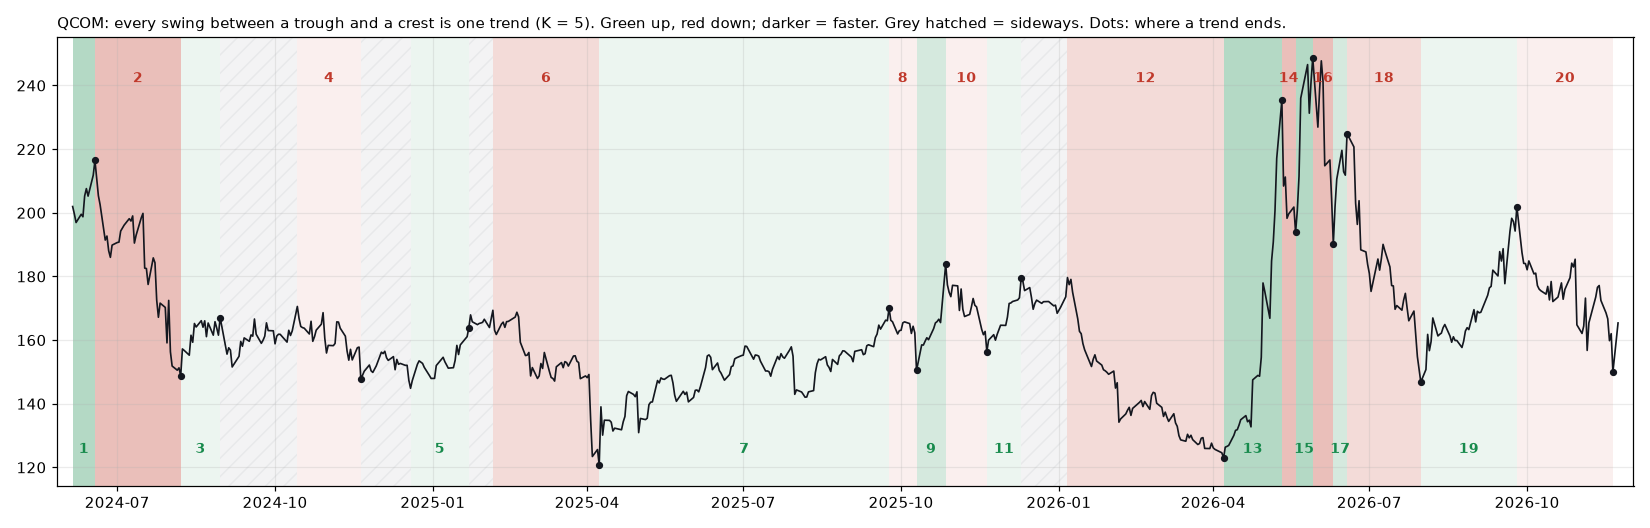 QCOM: every swing between a trough and a crest is one trend (K = 5). Green up, red down; darker = faster. Grey hatched = sideways. Dots: where a trend ends.
240
220
200
180
160
140
120
2 4 6 8 10 12 14 16 18 20
1 3 5 7 9 11 13 15 17 19
2024-07 2024-10 2025-01 2025-04 2025-07 2025-10 2026-01 2026-04 2026-07 2026-10